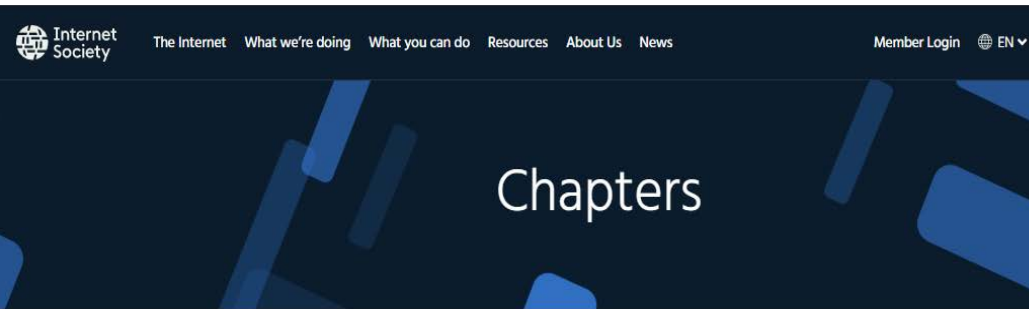 Internet
Society
The Internet What we're doing What you can do Resources About Us News Member Login EN
Chapters